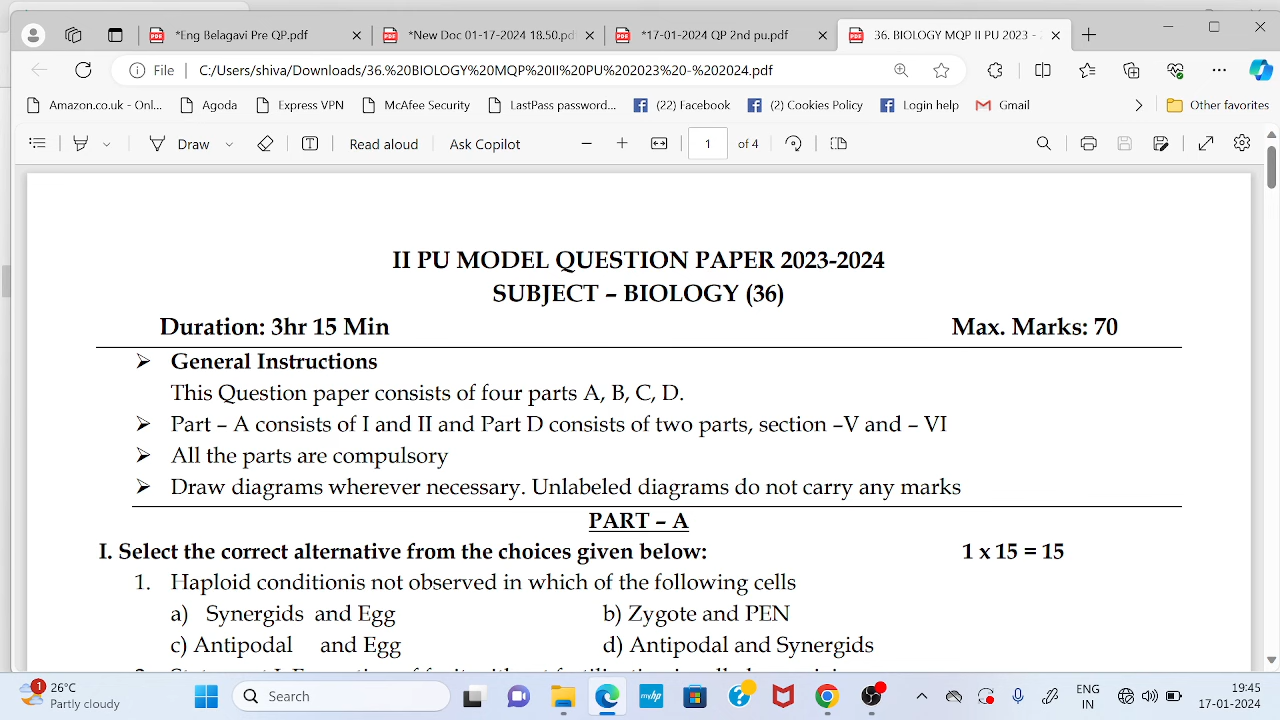 *Eng Belagavi Pre QP.pdf
*New Doc 01-17-2024 18.50.pd
*17-01-2024 QP 2nd pu.pdf
36.BIOLOGY MQP II PU 2023 -
File C:/Users/shiva/Downloads/36.%20BIOLOGY%20MQP%20II%20PU%202023%20-%202024.pdf
Amazon.co.uk - Onl... Agoda Express VPN McAfee Security LastPass password... (22) Facebook (2) Cookies Policy Login help Gmail Other favorites
Draw Read aloud Ask Copilot 1 of 4
II PU MODEL QUESTION PAPER 2023-2024
SUBJECT – BIOLOGY (36)
Duration: 3hr 15 Min Max. Marks: 70
General Instructions
This Question paper consists of four parts A, B, C, D.
Part – A consists of I and II and Part D consists of two parts, section –V and – VI
All the parts are compulsory
Draw diagrams wherever necessary. Unlabeled diagrams do not carry any marks
PART – A
I. Select the correct alternative from the choices given below: 1 x 15 = 15
1. Haploid conditionis not observed in which of the following cells
a) Synergids and Egg b) Zygote and PEN
c) Antipodal and Egg d) Antipodal and Synergids
1 26°C
Partly cloudy
Search
myhp
ENG
IN
19:45
17-01-2024